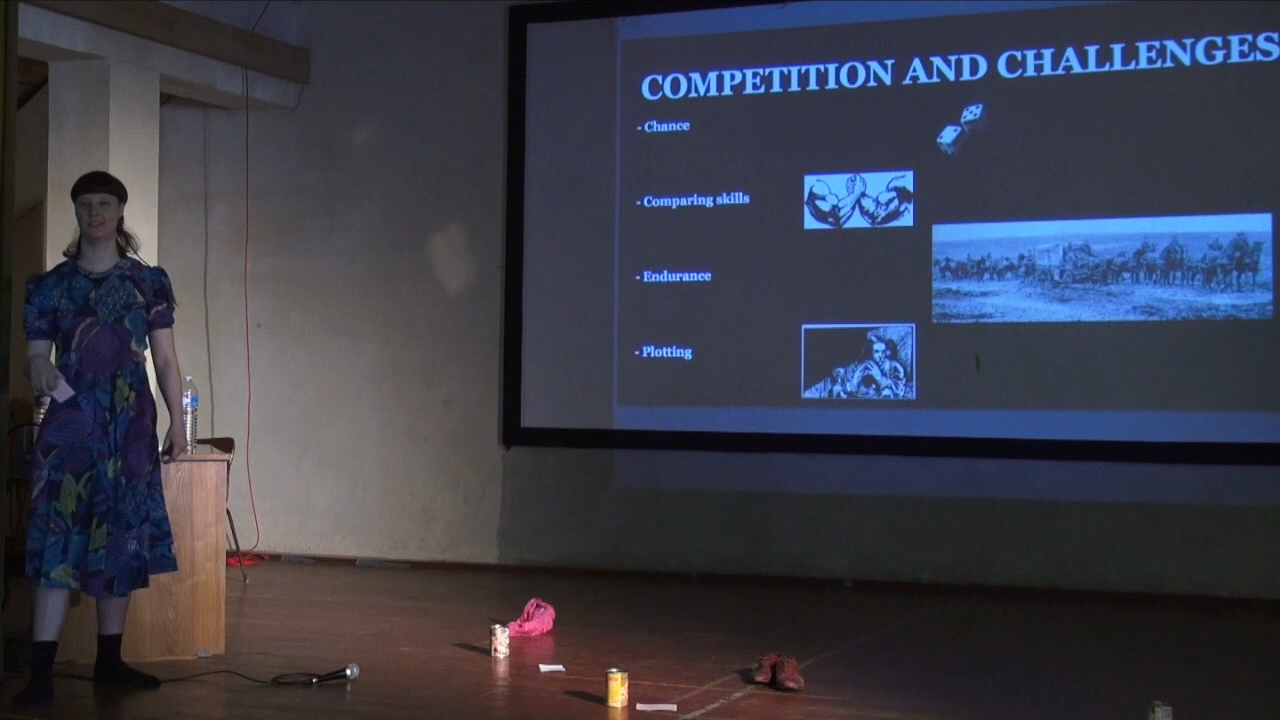 COMPETITION AND CHALLENGES
- Chance
- Comparing skills
- Endurance
- Plotting